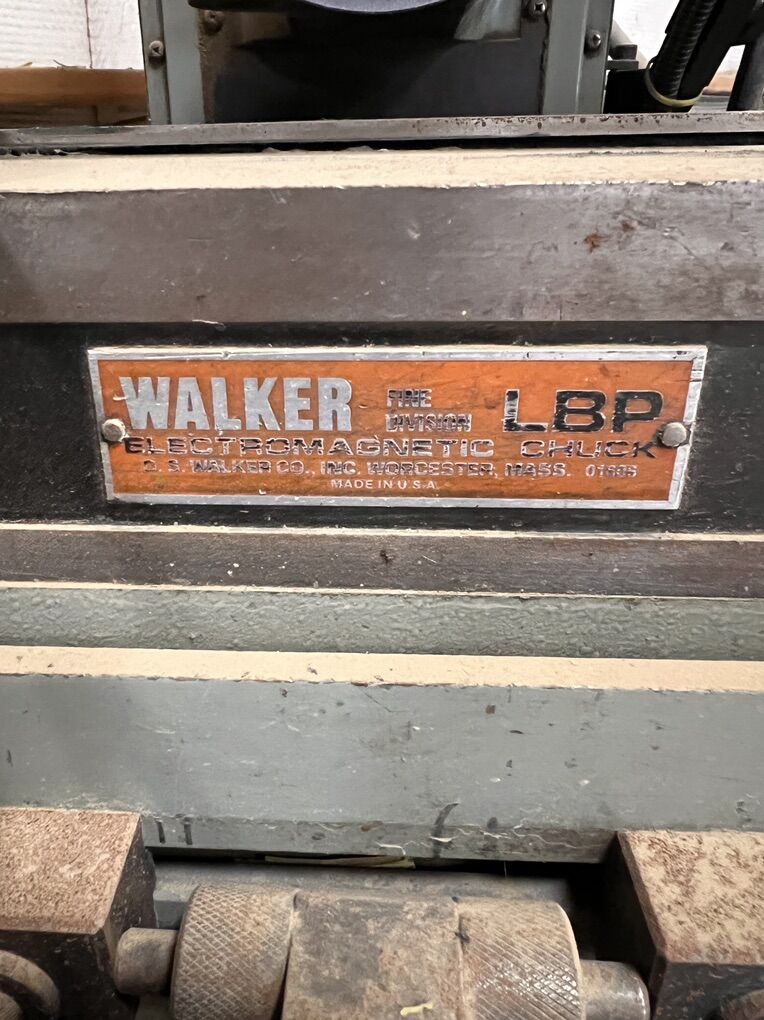 WALKER FINE DIVISION LBP
ELECTROMAGNETIC CHUCK
O. S. WALKER CO., INC. WORCESTER, MASS. 01606
MADE IN U.S.A.